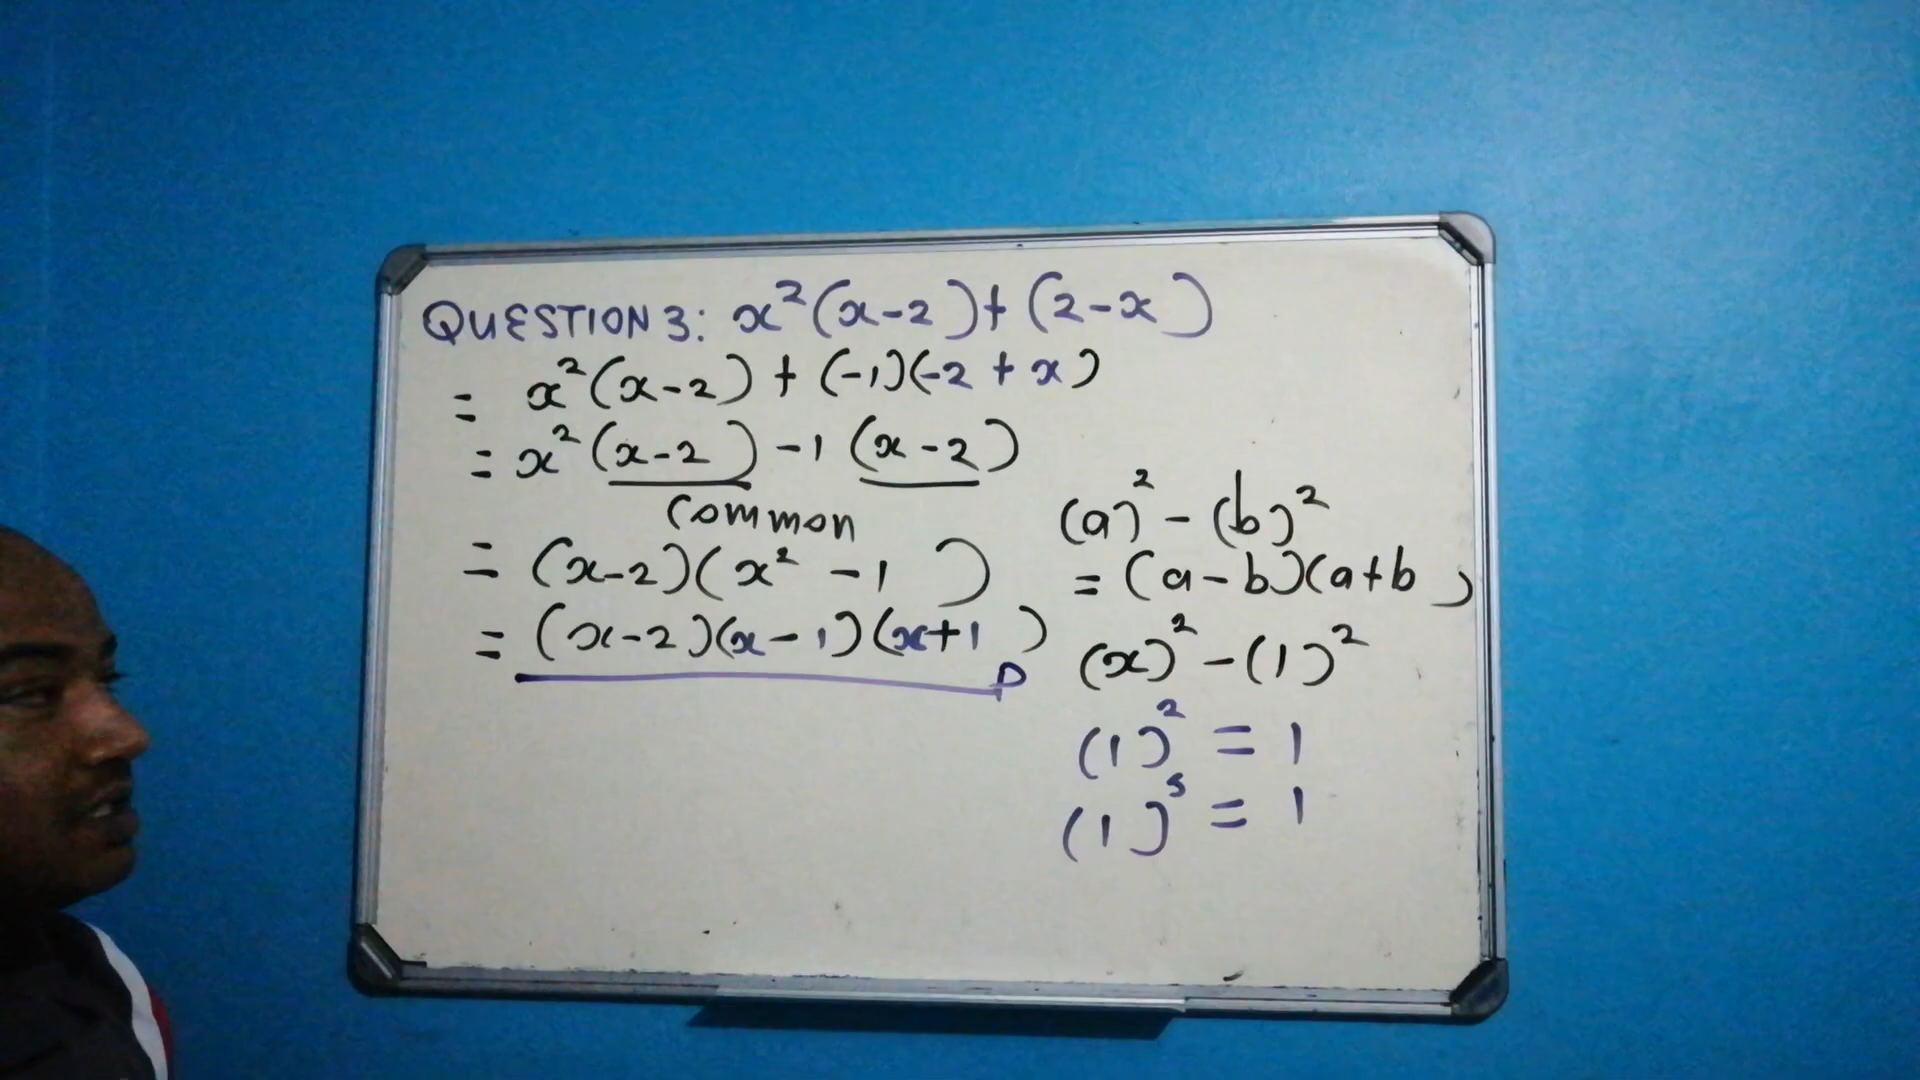 QUESTION 3: x²(x-2)+(2-x)
= x²(x-2)+(-1)(-2+x)
= x²(x-2)-1(x-2)
common
= (x-2)(x²-1)
= (x-2)(x-1)(x+1)
(a)²-(b)²
= (a-b)(a+b)
(x)²-(1)²
(1)² = 1
(1)⁵ = 1